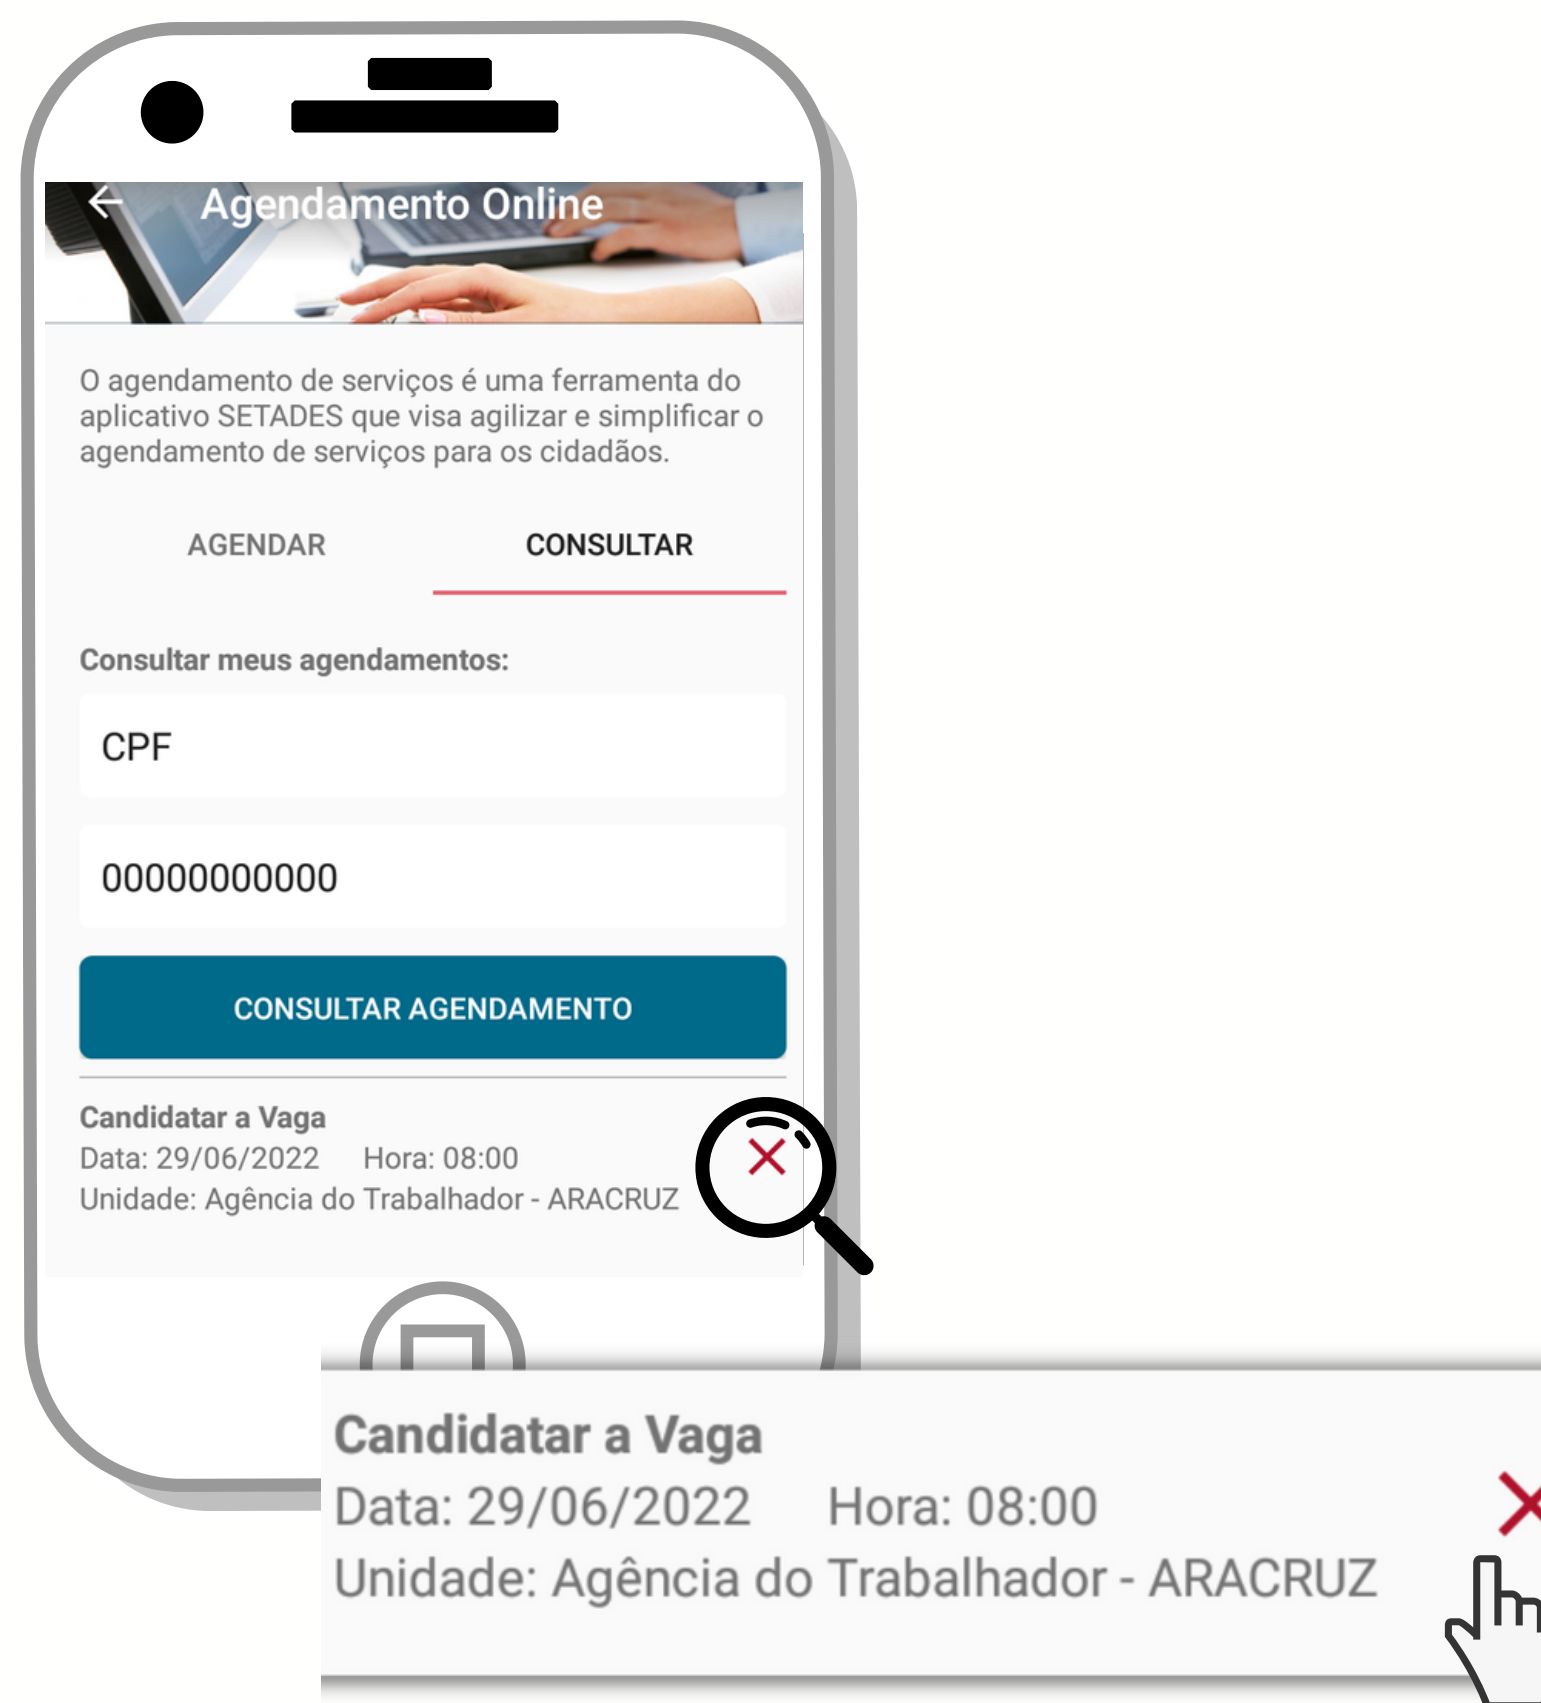 Agendamento Online
O agendamento de serviços é uma ferramenta do
aplicativo SETADES que visa agilizar e simplificar o
agendamento de serviços para os cidadãos.
AGENDAR CONSULTAR
Consultar meus agendamentos:
CPF
00000000000
CONSULTAR AGENDAMENTO
Candidatar a Vaga
Data: 29/06/2022 Hora: 08:00
Unidade: Agência do Trabalhador - ARACRUZ
Candidatar a Vaga
Data: 29/06/2022 Hora: 08:00
Unidade: Agência do Trabalhador - ARACRUZ